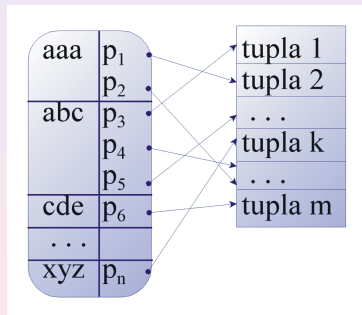 aaa p₁
p₂
abc p₃
p₄
p₅
cde p₆
. . .
xyz pₙ
tupla 1
tupla 2
. . .
tupla k
. . .
tupla m